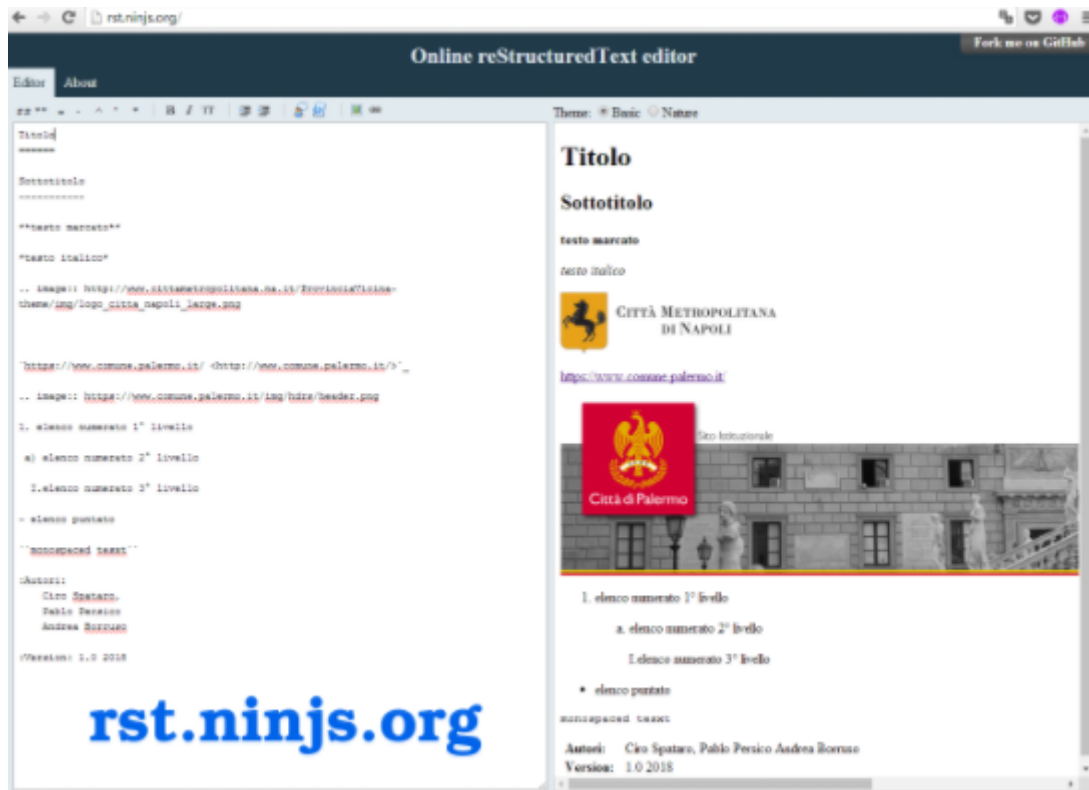 rst.ninjs.org/
Online reStructuredText editor
Fork me on GitHub
Editor About
B I TT
Theme: Basic Nature
Titolo
======
Sottotitolo
-----------
**testo marcato**
*testo italico*
.. image:: http://www.cittametropolitana.na.it/ProvinciaVicina-
theme/img/logo_citta_napoli_large.png
`https://www.comune.palermo.it/ <http://www.comune.palermo.it/>`_
.. image:: https://www.comune.palermo.it/img/hdrs/header.png
1. elenco numerato 1° livello
a) elenco numerato 2° livello
I.elenco numerato 3° livello
- elenco puntato
``monospaced tesxt``
:Autori:
Ciro Spataro,
Pablo Persico
Andrea Borruso
:Version: 1.0 2018
rst.ninjs.org
Titolo
Sottotitolo
testo marcato
testo italico
CITTÀ METROPOLITANA
DI NAPOLI
https://www.comune.palermo.it/
Sito Istituzionale
Città di Palermo
1. elenco numerato 1° livello
a. elenco numerato 2° livello
I.elenco numerato 3° livello
• elenco puntato
monospaced tesxt
Autori: Ciro Spataro, Pablo Persico Andrea Borruso
Version: 1.0 2018